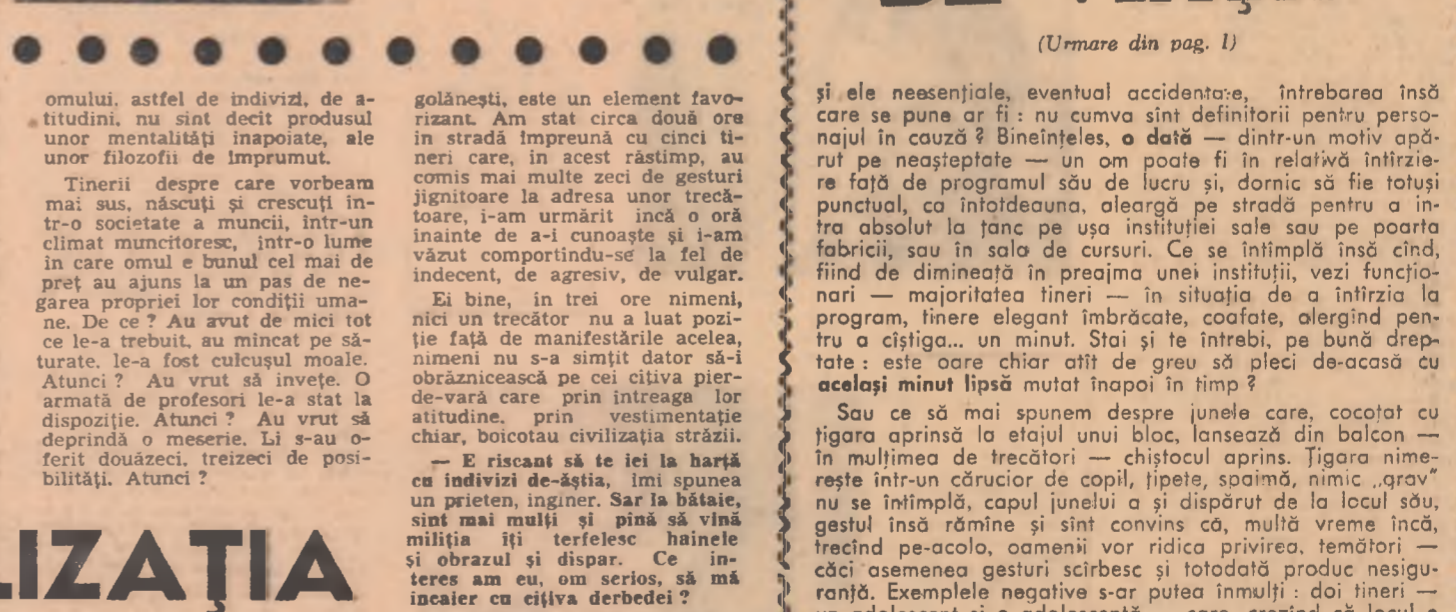 omului. astfel de indivizi, de a-
titudini, nu sint decit produsul
unor mentalități inapoiate, ale
unor filozofii de împrumut.
Tinerii despre care vorbeam
mai sus, născuți și crescuți in-
tr-o societate a muncii, într-un
climat muncitoresc, într-o lume
în care omul e bunul cel mai de
preț au ajuns la un pas de ne-
garea propriei lor condiții uma-
ne. De ce ? Au avut de mici tot
ce le-a trebuit, au mincat pe să-
turate. le-a fost culcușul moale.
Atunci ? Au vrut să invețe. O
armată de profesori le-a stat la
dispoziție. Atunci ? Au vrut să
deprindă o meserie. Li s-au o-
ferit douăzeci, treizeci de posi-
bilități. Atunci ?
LIZAȚIA
golănești, este un element favo-
rizant. Am stat circa două ore
in stradă împreună cu cinci ti-
neri care, in acest răstimp, au
comis mai multe zeci de gesturi
jignitoare la adresa unor trecă-
toare, i-am urmărit incă o oră
inainte de a-i cunoaște și i-am
văzut comportindu-se la fel de
indecent, de agresiv, de vulgar.
Ei bine, in trei ore nimeni,
nici un trecător nu a luat pozi-
ție față de manifestările acelea,
nimeni nu s-a simțit dator să-i
obrăznicească pe cei cițiva pier-
de-vară care prin intreaga lor
atitudine, prin vestimentație
chiar, boicotau civilizația străzii.
— E riscant să te iei la hartă
cu indivizi de-ăștia, îmi spunea
un prieten, inginer. Sar la bătaie,
sint mai mulți și pină să vină
miliția iți terfelesc hainele
și obrazul și dispar. Ce in-
teres am eu, om serios, să mă
incaier cu cițiva derbedei ?
DE
(Urmare din pag. 1)
și ele neesențiale, eventual accidentale, întrebarea însă
care se pune ar fi : nu cumva sînt definitorii pentru perso-
najul în cauză ? Bineînțeles, o dată — dintr-un motiv apă-
rut pe neașteptate — un om poate fi în relativă întîrzie-
re față de programul său de lucru și, dornic să fie totuși
punctual, ca întotdeauna, aleargă pe stradă pentru a in-
tra absolut la țanc pe ușa instituției sale sau pe poarta
fabricii, sau în sala de cursuri. Ce se întîmplă însă cînd,
fiind de dimineață în preajma unei instituții, vezi funcțio-
nari — majoritatea tineri — în situația de a întîrzia la
program, tinere elegant îmbrăcate, coafate, alergînd pen-
tru a cîștiga... un minut. Stai și te întrebi, pe bună drep-
tate : este oare chiar atît de greu să pleci de-acasă cu
același minut lipsă mutat înapoi în timp ?
Sau ce să mai spunem despre junele care, cocoțat cu
țigara aprinsă la etajul unui bloc, lansează din balcon —
în mulțimea de trecători — chiștocul aprins. Țigara nime-
rește într-un cărucior de copil, țipete, spaimă, nimic „grav"
nu se întîmplă, capul junelui a și dispărut de la locul său,
gestul însă rămîne și sînt convins că, multă vreme încă,
trecînd pe-acolo, oamenii vor ridica privirea, temători —
căci asemenea gesturi scîrbesc și totodată produc nesigu-
ranță. Exemplele negative s-ar putea înmulți : doi tineri —